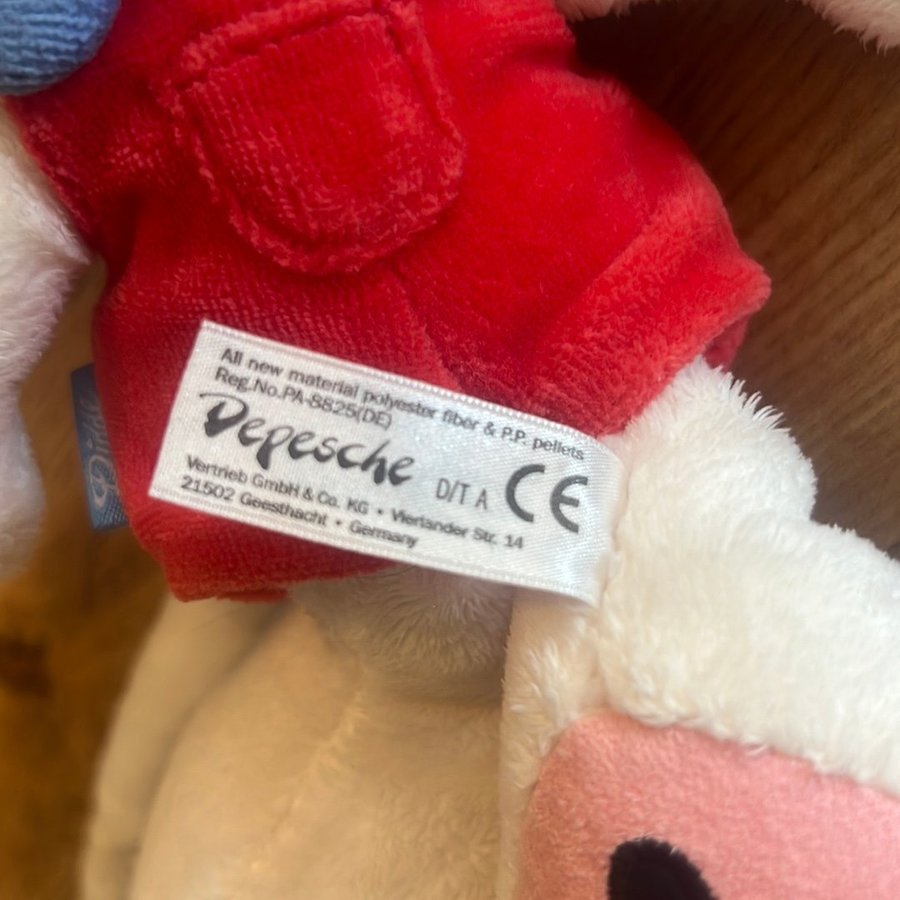 All new material polyester fiber & P.P. pellets
Reg.No.PA-8825(DE)
Depesche
D/T A CE
Vertrieb GmbH & Co. KG • Vierlander Str. 14
21502 Geesthacht • Germany